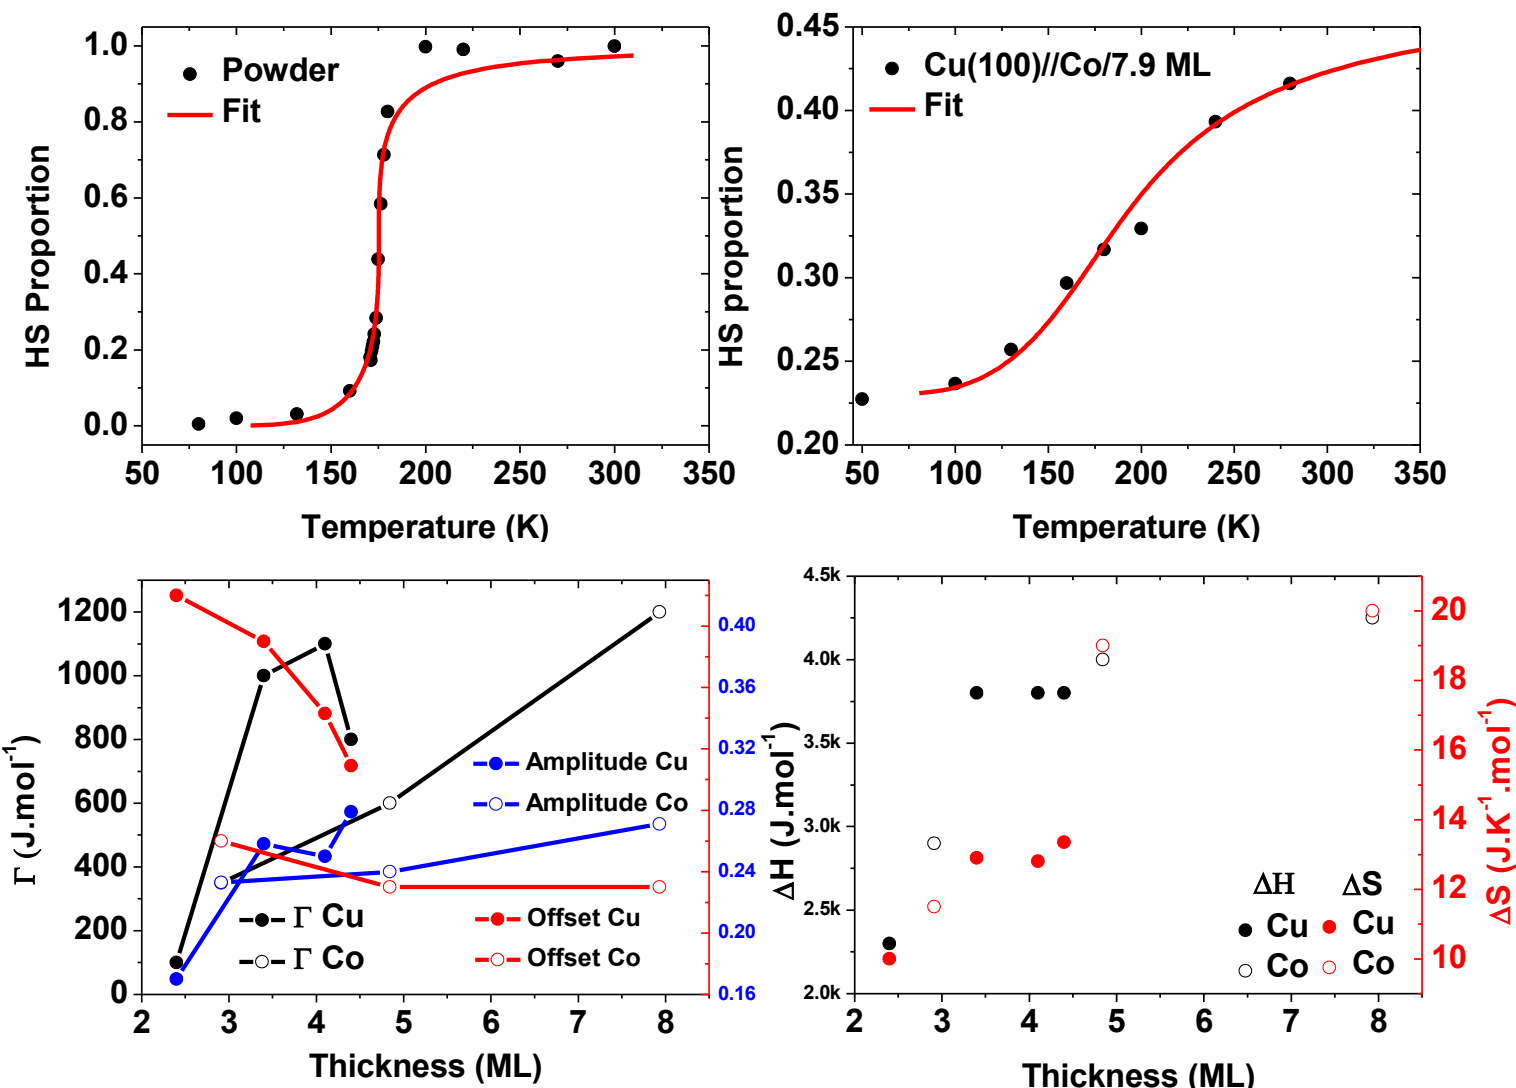 1.0
0.8
0.6
0.4
0.2
0.0
HS Proportion
Powder
Fit
50 100 150 200 250 300 350
Temperature (K)
0.45
0.40
0.35
0.30
0.25
0.20
HS proportion
Cu(100)//Co/7.9 ML
Fit
50 100 150 200 250 300 350
Temperature (K)
1200
1000
800
600
400
200
0
Γ (J.mol⁻¹)
0.40
0.36
0.32
0.28
0.24
0.20
0.16
Amplitude Cu
Amplitude Co
Γ Cu
Γ Co
Offset Cu
Offset Co
2 3 4 5 6 7 8
Thickness (ML)
4.5k
4.0k
3.5k
3.0k
2.5k
2.0k
ΔH (J.mol⁻¹)
20
18
16
14
12
10
ΔS (J.K⁻¹.mol⁻¹)
ΔH ΔS
Cu Cu
Co Co
2 3 4 5 6 7 8
Thickness (ML)